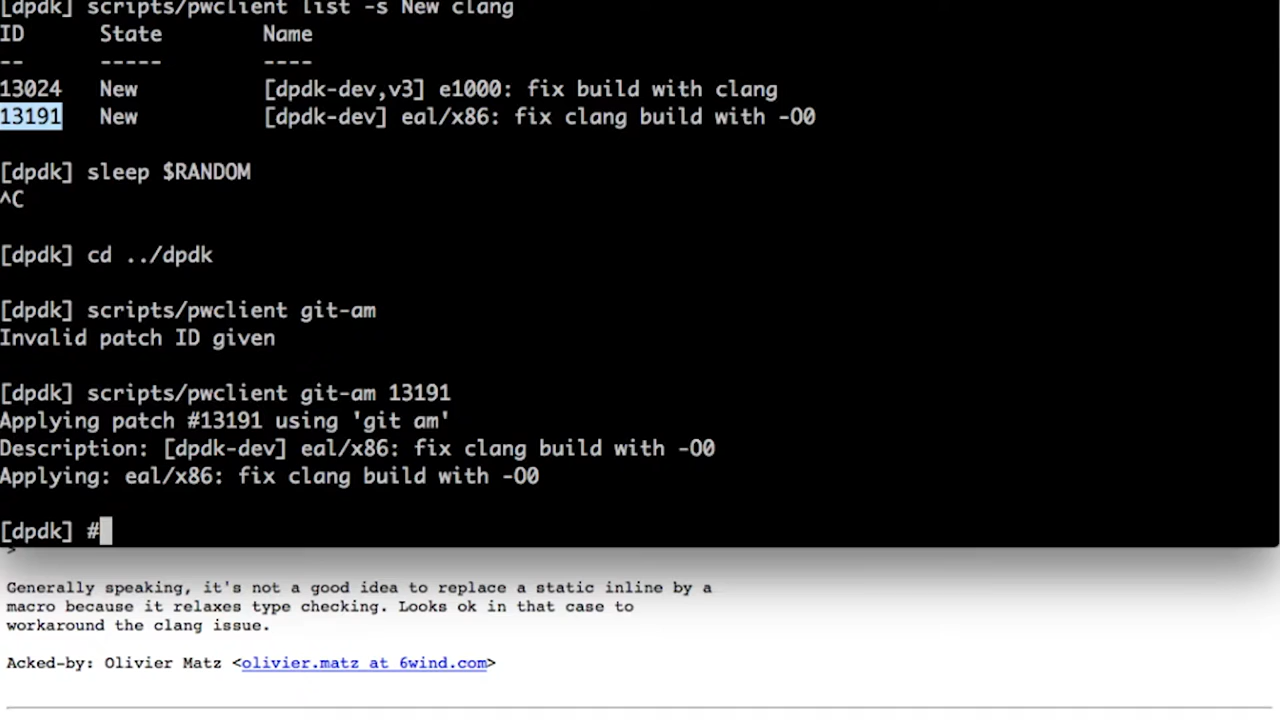 [dpdk] scripts/pwclient list -s New clang
ID State Name
-- ----- ----
13024 New [dpdk-dev,v3] e1000: fix build with clang
13191 New [dpdk-dev] eal/x86: fix clang build with -O0
[dpdk] sleep $RANDOM
^C
[dpdk] cd ../dpdk
[dpdk] scripts/pwclient git-am
Invalid patch ID given
[dpdk] scripts/pwclient git-am 13191
Applying patch #13191 using 'git am'
Description: [dpdk-dev] eal/x86: fix clang build with -O0
Applying: eal/x86: fix clang build with -O0
[dpdk] #
>
Generally speaking, it's not a good idea to replace a static inline by a
macro because it relaxes type checking. Looks ok in that case to
workaround the clang issue.
Acked-by: Olivier Matz <olivier.matz at 6wind.com>